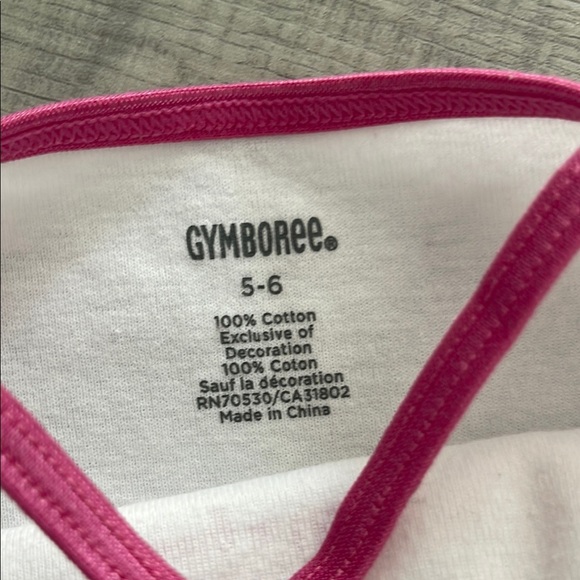 GYMBOREE®
5-6
100% Cotton
Exclusive of
Decoration
100% Coton
Sauf la décoration
RN70530/CA31802
Made in China